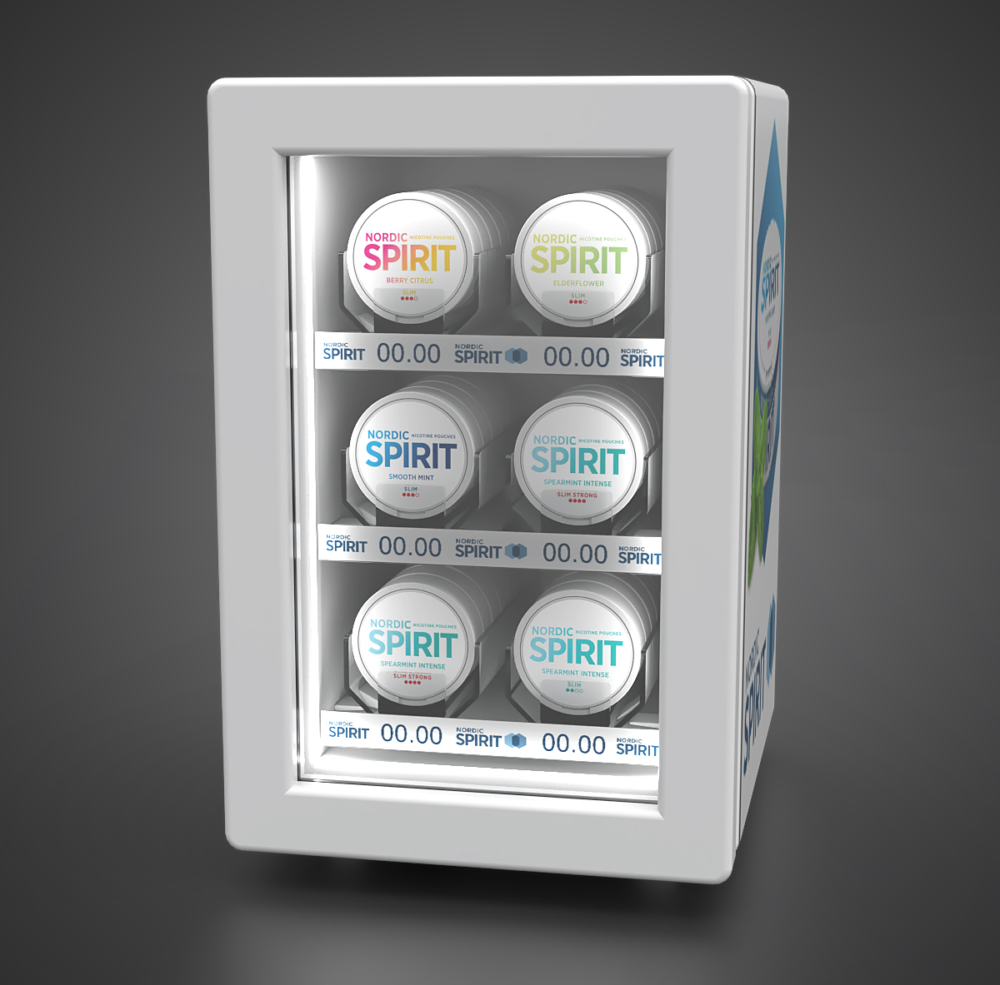 NORDIC NICOTINE POUCHES
SPIRIT
BERRY CITRUS
SLIM
NORDIC NICOTINE POUCHES
SPIRIT
ELDERFLOWER
SLIM
NORDIC
SPIRIT
00.00
NORDIC
SPIRIT
00.00
NORDIC
SPIRIT
NORDIC NICOTINE POUCHES
SPIRIT
SMOOTH MINT
SLIM
NORDIC NICOTINE POUCHES
SPIRIT
SPEARMINT INTENSE
SLIM STRONG
NORDIC
SPIRIT
00.00
NORDIC
SPIRIT
00.00
NORDIC
SPIRIT
NORDIC NICOTINE POUCHES
SPIRIT
SPEARMINT INTENSE
SLIM STRONG
NORDIC NICOTINE POUCHES
SPIRIT
SPEARMINT INTENSE
SLIM
NORDIC
SPIRIT
00.00
NORDIC
SPIRIT
00.00
NORDIC
SPIRIT
SPIRIT
NORDIC
SPIRIT